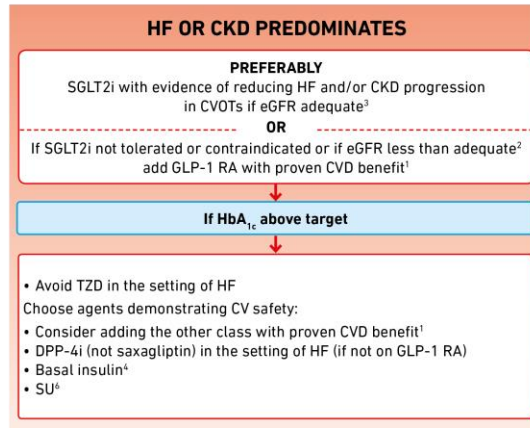 HF OR CKD PREDOMINATES
PREFERABLY
SGLT2i with evidence of reducing HF and/or CKD progression
in CVOTs if eGFR adequate³
OR
If SGLT2i not tolerated or contraindicated or if eGFR less than adequate²
add GLP-1 RA with proven CVD benefit¹
If HbA₁c above target
• Avoid TZD in the setting of HF
Choose agents demonstrating CV safety:
• Consider adding the other class with proven CVD benefit¹
• DPP-4i (not saxagliptin) in the setting of HF (if not on GLP-1 RA)
• Basal insulin⁴
• SU⁶